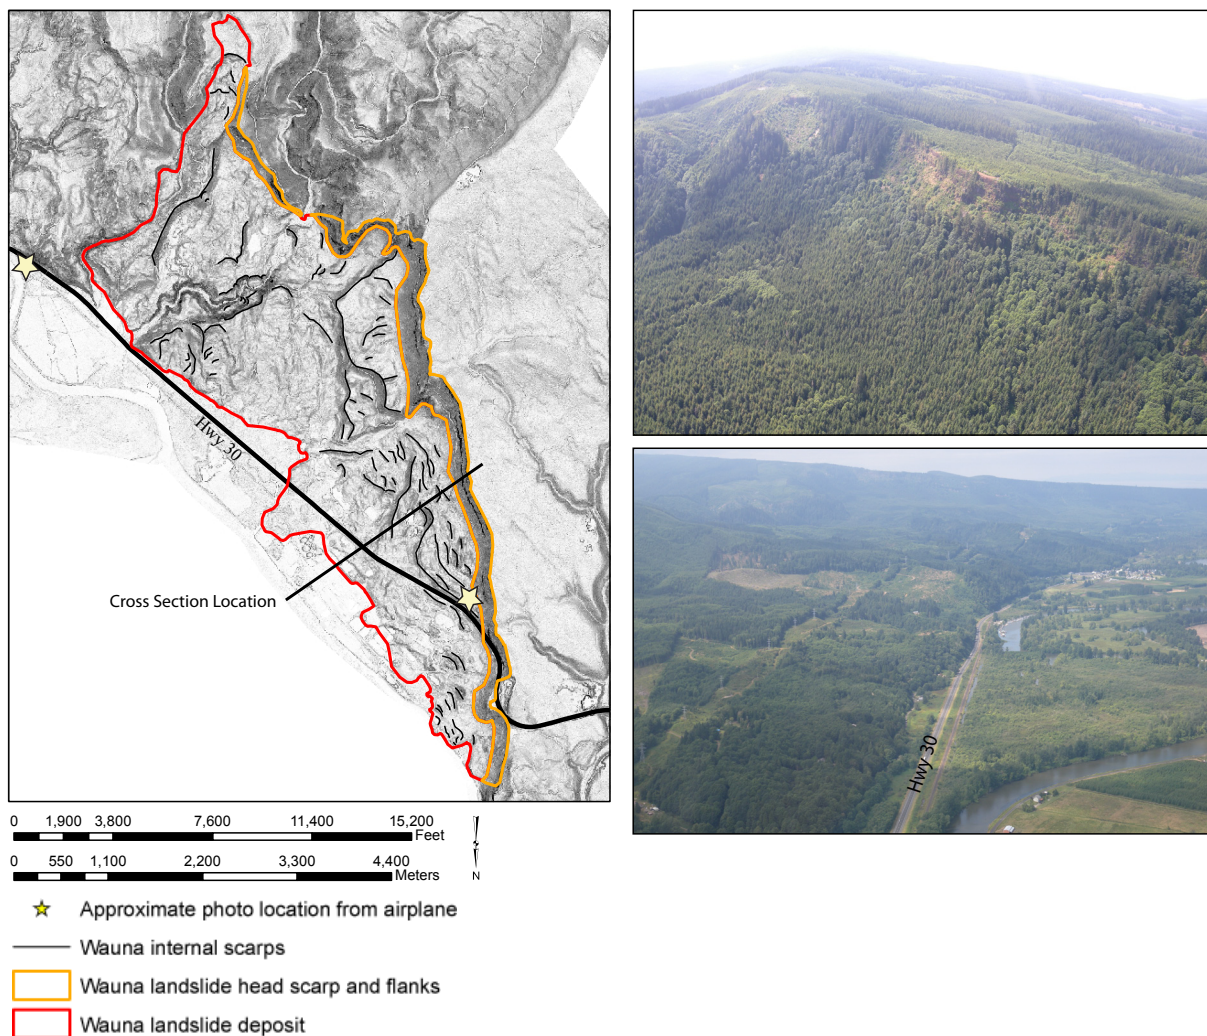 Hwy 30
Cross Section Location
0 1,900 3,800 7,600 11,400 15,200
Feet
0 550 1,100 2,200 3,300 4,400
Meters
N
Approximate photo location from airplane
Wauna internal scarps
Wauna landslide head scarp and flanks
Wauna landslide deposit
Hwy 30